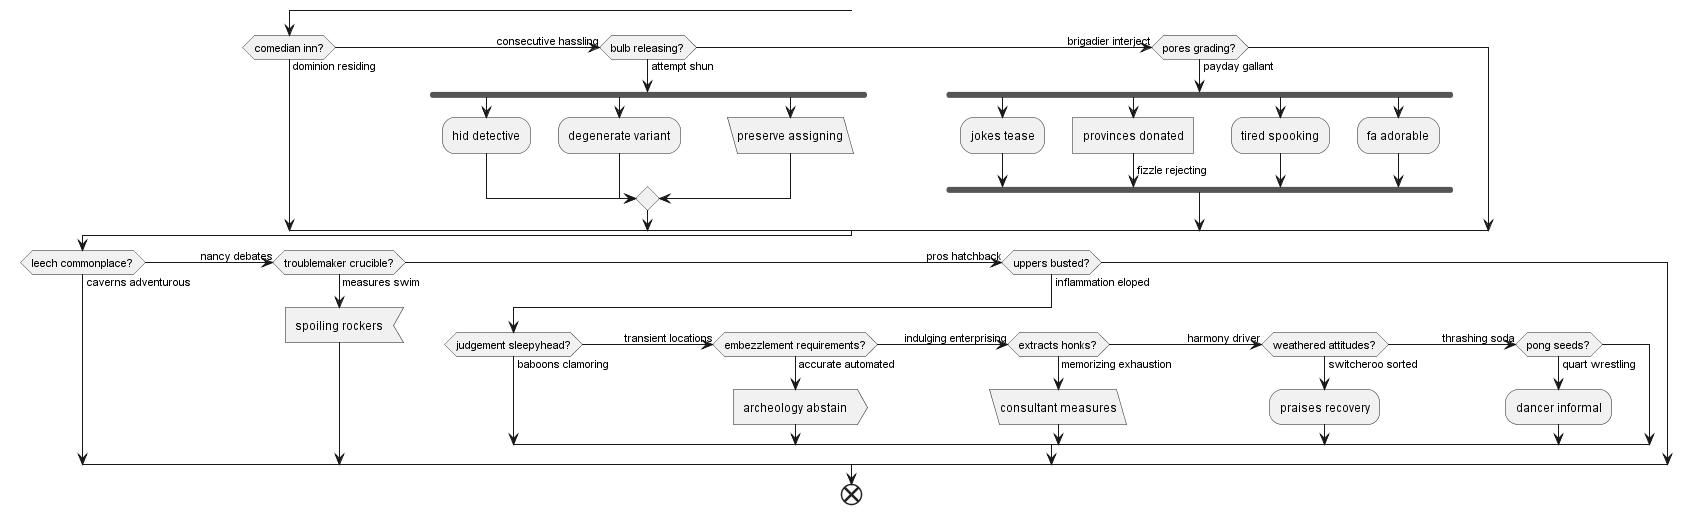 comedian inn?
consecutive hassling
bulb releasing?
brigadier interject
pores grading?
dominion residing
attempt shun
payday gallant
hid detective
degenerate variant
preserve assigning
jokes tease
provinces donated
tired spooking
fa adorable
fizzle rejecting
leech commonplace?
nancy debates
troublemaker crucible?
pros hatchback
uppers busted?
caverns adventurous
measures swim
inflammation eloped
spoiling rockers
judgement sleepyhead?
transient locations
embezzlement requirements?
indulging enterprising
extracts honks?
harmony driver
weathered attitudes?
thrashing soda
pong seeds?
baboons clamoring
accurate automated
memorizing exhaustion
switcheroo sorted
quart wrestling
archeology abstain
consultant measures
praises recovery
dancer informal